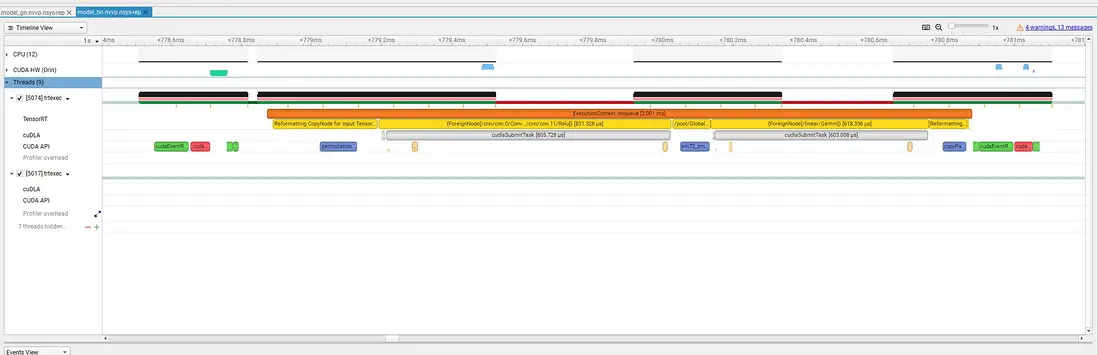 model_gn.nvvp.nsys-rep model_bn.nvvp.nsys-rep
Timeline View 1x 4 warnings, 13 messages
1s 4ms +778.6ms +778.8ms +779ms +779.2ms +779.4ms +779.6ms +779.8ms +780ms +780.2ms +780.4ms +780.6ms +780.8ms +781ms +781
CPU (12)
CUDA HW (Orin)
Threads (9)
[5074] trtexec
ExecutionContext::enqueue [2.001 ms]
TensorRT Reformatting CopyNode for Input Tensor... {ForeignNode[/cnn/cnn.0/Conv.../cnn/cnn.11/Relu]} [831.328 μs] /pool/Global... {ForeignNode[/linear/Gemm]} [618.336 μs] Reformatting...
cuDLA cudlaSubmitTask [805.728 μs] cudlaSubmitTask [603.008 μs]
CUDA API cudaEventR... cuda... permutation... sm72_xm... copyPa... cudaEventR... cuda...
Profiler overhead
[5017] trtexec
cuDLA
CUDA API
Profiler overhead
7 threads hidden...
Events View